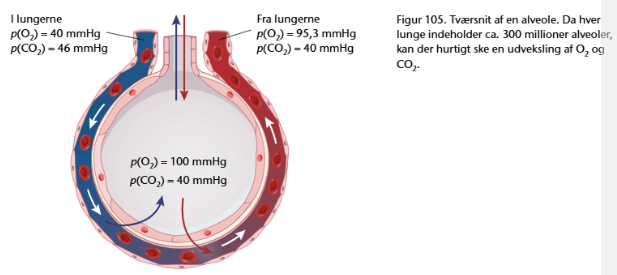 I lungerne
p(O₂) = 40 mmHg
p(CO₂) = 46 mmHg
Fra lungerne
p(O₂) = 95,3 mmHg
p(CO₂) = 40 mmHg
Figur 105. Tværsnit af en alveole. Da hver
lunge indeholder ca. 300 millioner alveoler,
kan der hurtigt ske en udveksling af O₂ og
CO₂.
p(O₂) = 100 mmHg
p(CO₂) = 40 mmHg